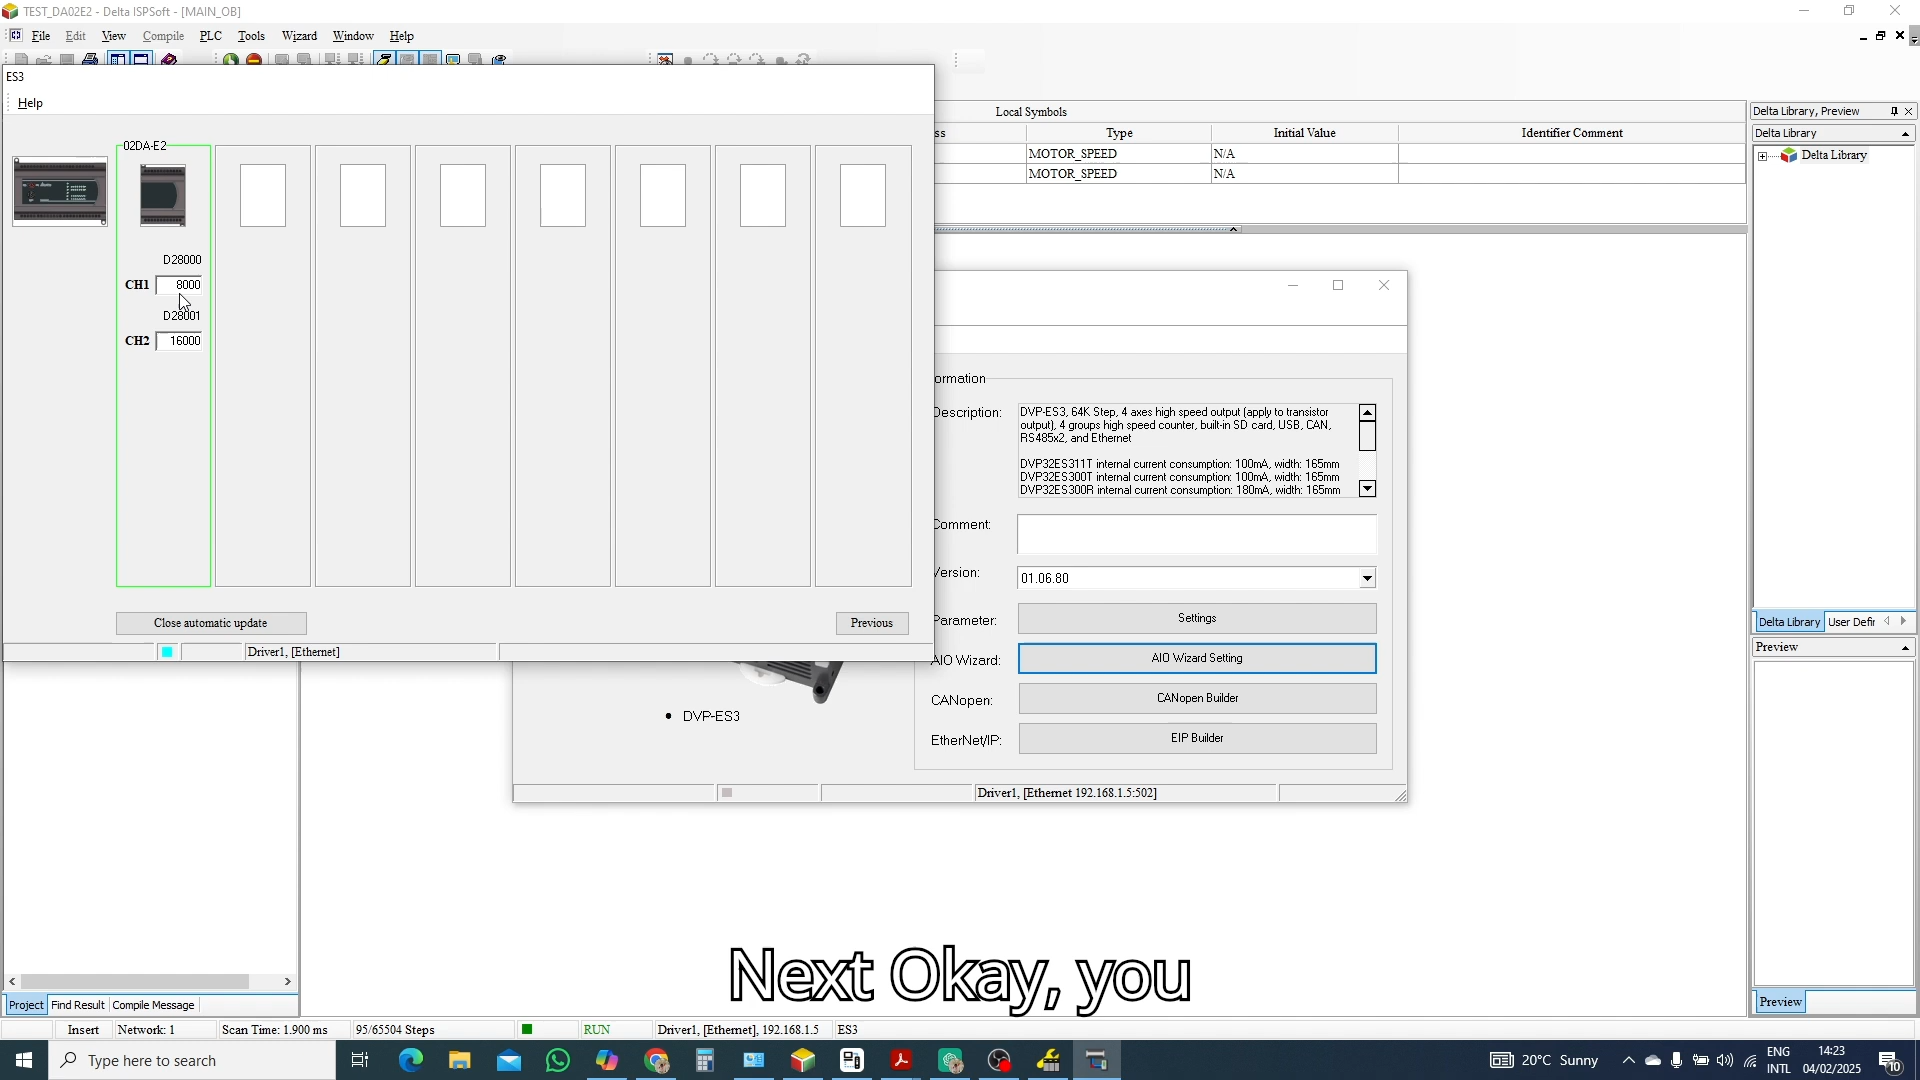 TEST_DA02E2 - Delta ISPSoft - [MAIN_OB]
File Edit View Compile PLC Tools Wizard Window Help
ES3
Help
02DA-E2
D28000
CH1 8000
D28001
CH2 16000
Close automatic update
Previous
Driver1, [Ethernet]
Local Symbols
ss Type Initial Value Identifier Comment
MOTOR_SPEED N/A
MOTOR_SPEED N/A
ormation
Description: DVP-ES3, 64K Step, 4 axes high speed output (apply to transistor
output), 4 groups high speed counter, built-in SD card, USB, CAN,
RS485x2, and Ethernet
DVP32ES311T internal current consumption: 100mA, width: 165mm
DVP32ES300T internal current consumption: 100mA, width: 165mm
DVP32ES300R internal current consumption: 180mA, width: 165mm
Comment:
Version: 01.06.80
Parameter: Settings
AIO Wizard: AIO Wizard Setting
CANopen: CANopen Builder
EtherNet/IP: EIP Builder
DVP-ES3
Driver1, [Ethernet 192.168.1.5:502]
Delta Library, Preview
Delta Library
Delta Library
Delta Library User Defir
Preview
Preview
Next Okay, you
Project Find Result Compile Message
Insert Network: 1 Scan Time: 1.900 ms 95/65504 Steps RUN Driver1, [Ethernet], 192.168.1.5 ES3
Type here to search
20°C Sunny
ENG
INTL
14:23
04/02/2025
10